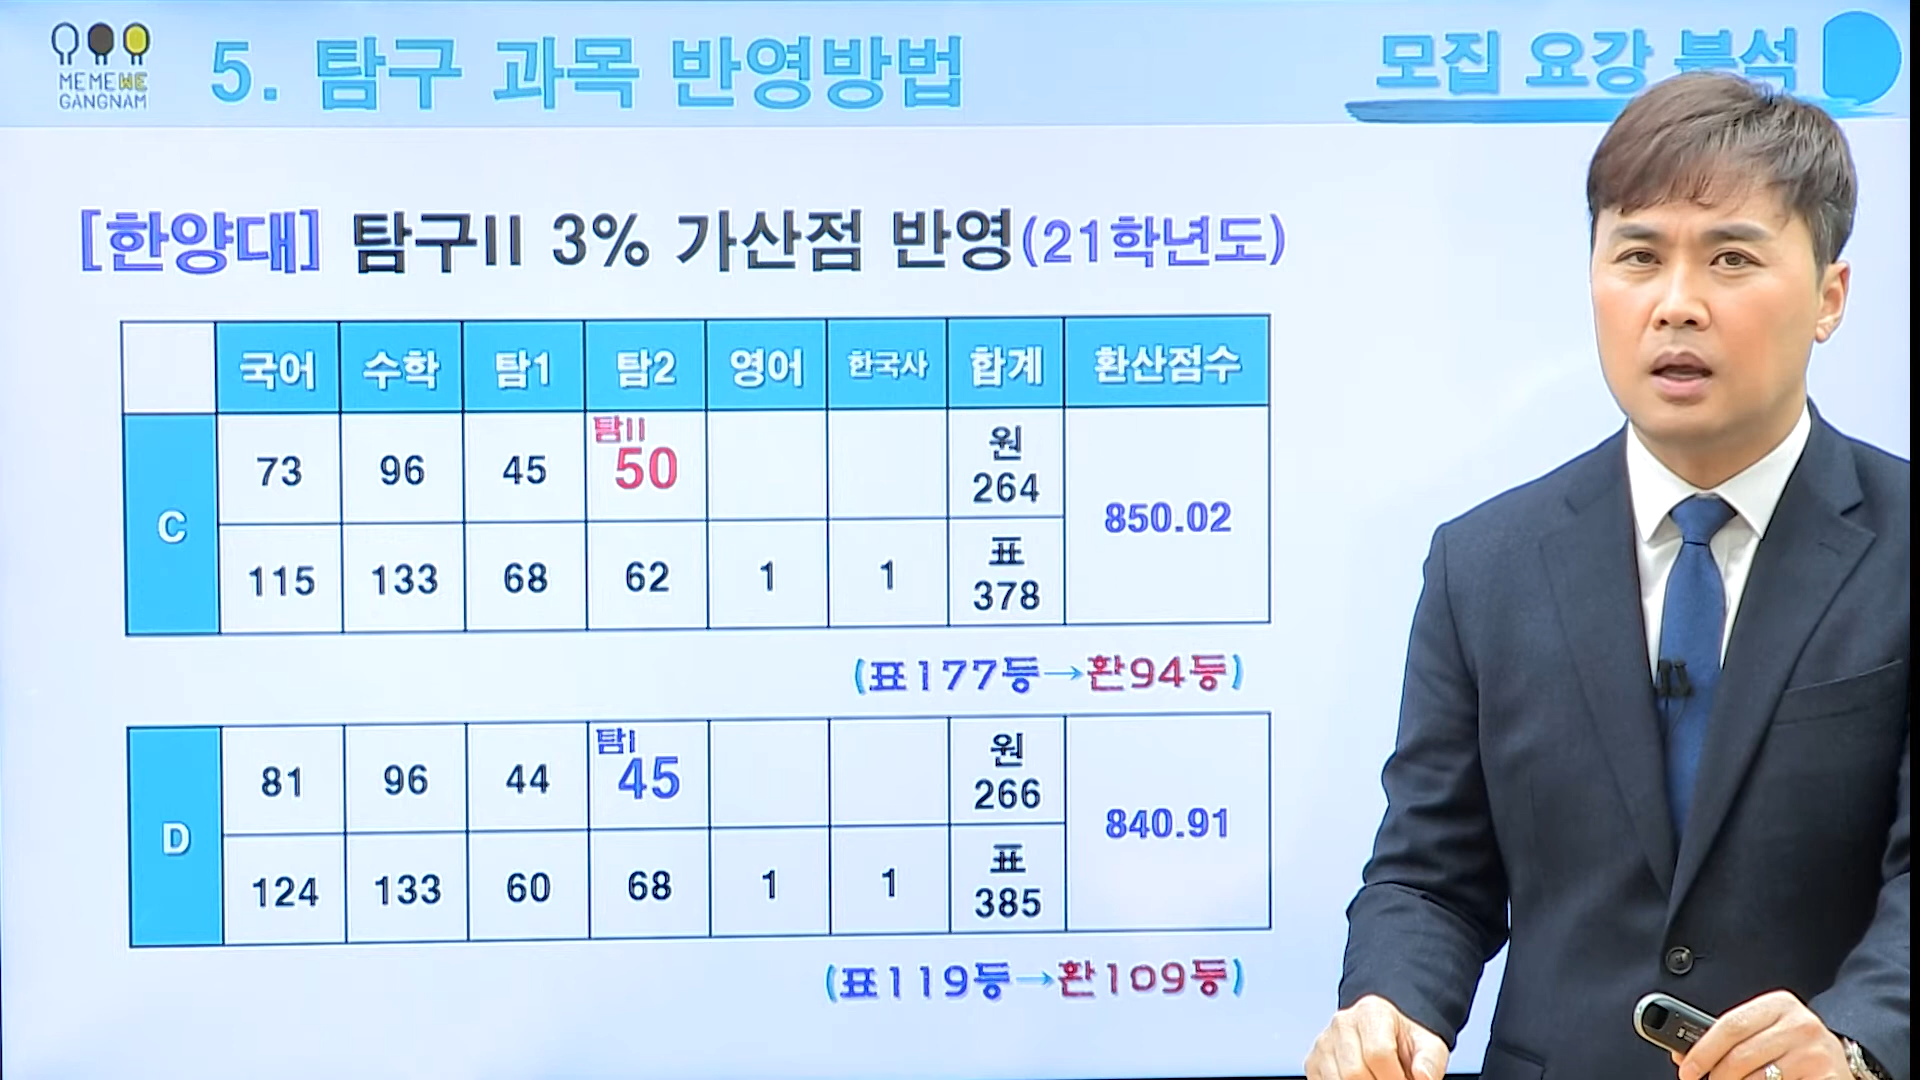 MEMEWE
GANGNAM
5. 탐구 과목 반영방법
모집 요강 분석
[한양대] 탐구II 3% 가산점 반영(21학년도)
국어 수학 탐1 탐2 영어 한국사 합계 환산점수
C
73 96 45 탐II 50 원 264
850.02
115 133 68 62 1 1 표 378
(표177등→환94등)
D
81 96 44 탐I 45 원 266
840.91
124 133 60 68 1 1 표 385
(표119등→환109등)